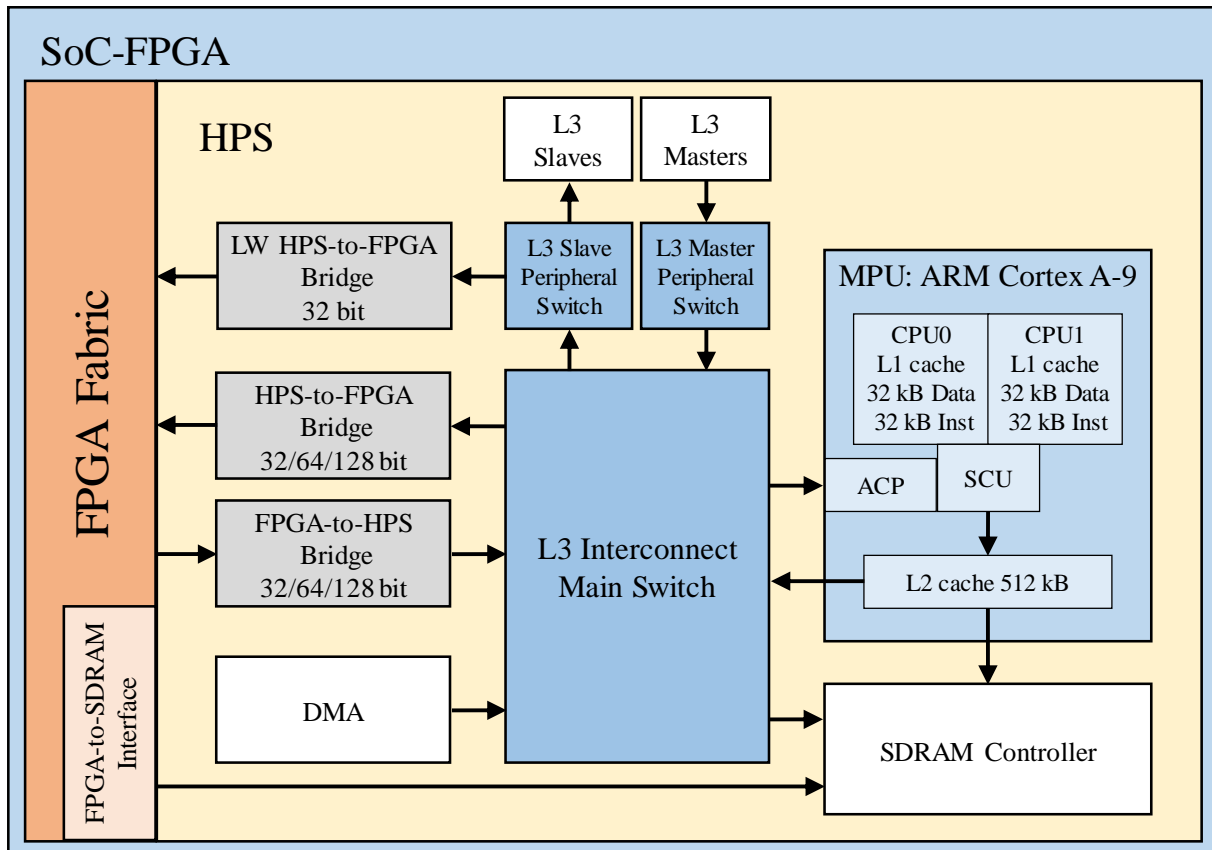 SoC-FPGA
FPGA Fabric
FPGA-to-SDRAM
Interface
HPS
L3
Slaves
L3
Masters
LW HPS-to-FPGA
Bridge
32 bit
L3 Slave
Peripheral
Switch
L3 Master
Peripheral
Switch
HPS-to-FPGA
Bridge
32/64/128 bit
FPGA-to-HPS
Bridge
32/64/128 bit
DMA
L3 Interconnect
Main Switch
MPU: ARM Cortex A-9
CPU0
L1 cache
32 kB Data
32 kB Inst
CPU1
L1 cache
32 kB Data
32 kB Inst
ACP
SCU
L2 cache 512 kB
SDRAM Controller